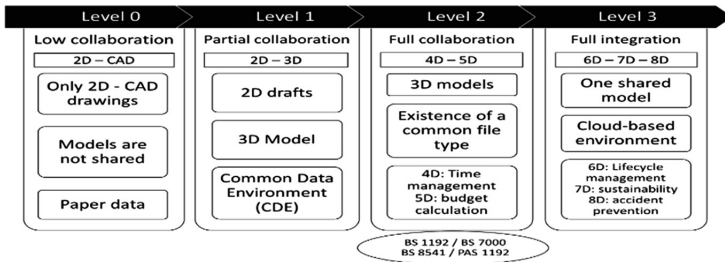 Level 0
Level 1
Level 2
Level 3
Low collaboration
2D – CAD
Only 2D - CAD
drawings
Models are
not shared
Paper data
Partial collaboration
2D – 3D
2D drafts
3D Model
Common Data
Environment
(CDE)
Full collaboration
4D – 5D
3D models
Existence of a
common file
type
4D: Time
management
5D: budget
calculation
BS 1192 / BS 7000
BS 8541 / PAS 1192
Full integration
6D – 7D – 8D
One shared
model
Cloud-based
environment
6D: Lifecycle
management
7D: sustainability
8D: accident
prevention